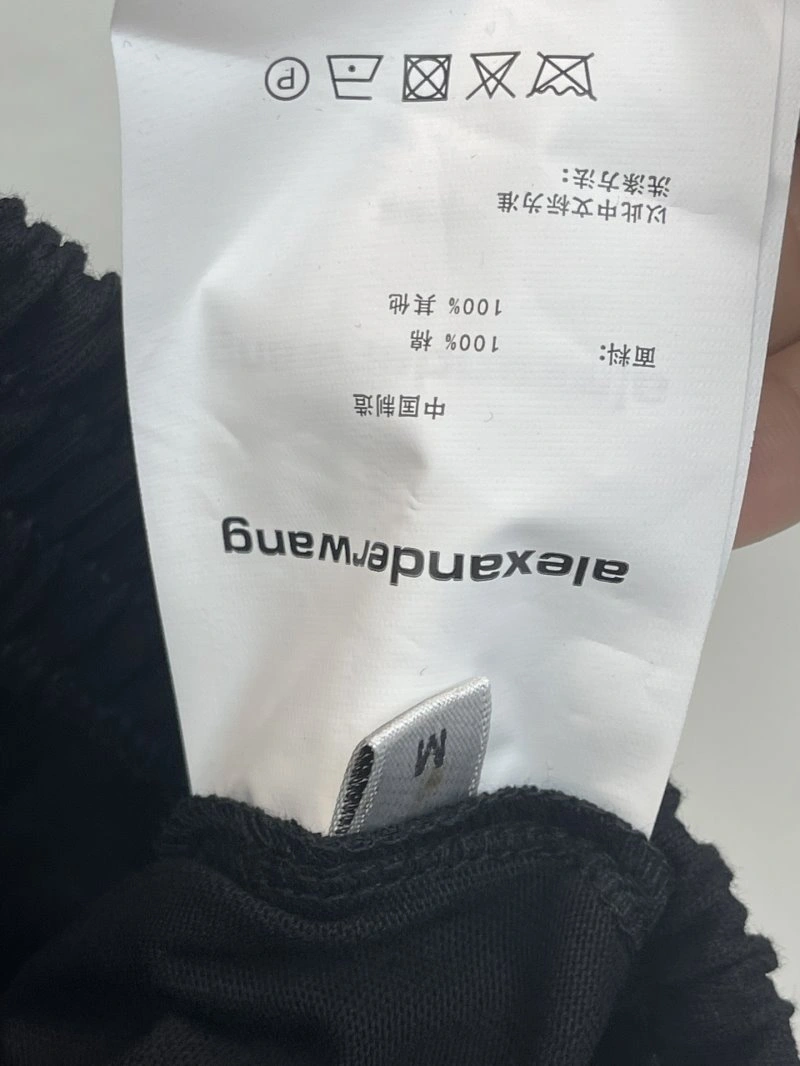 M
alexanderwang
中国制造
面料: 100% 棉
100% 其他
以此中文标为准
洗涤方法:
P